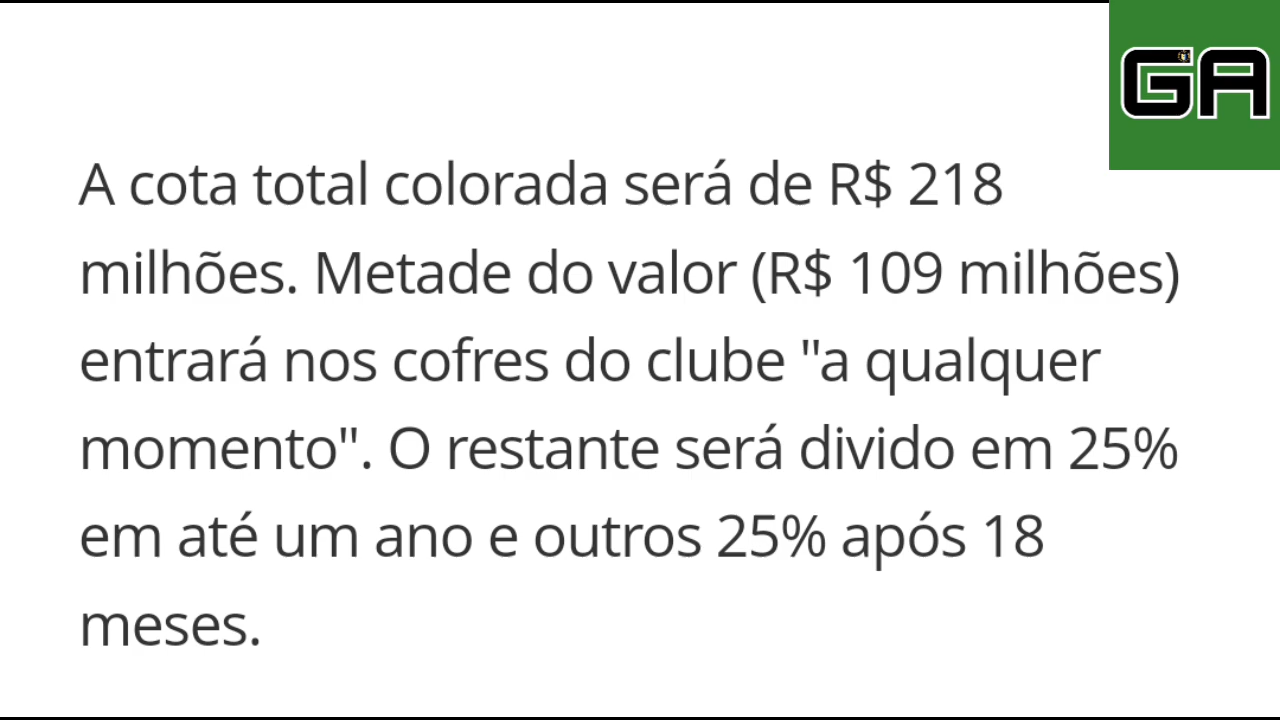 GA
A cota total colorada será de R$ 218
milhões. Metade do valor (R$ 109 milhões)
entrará nos cofres do clube "a qualquer
momento". O restante será divido em 25%
em até um ano e outros 25% após 18
meses.